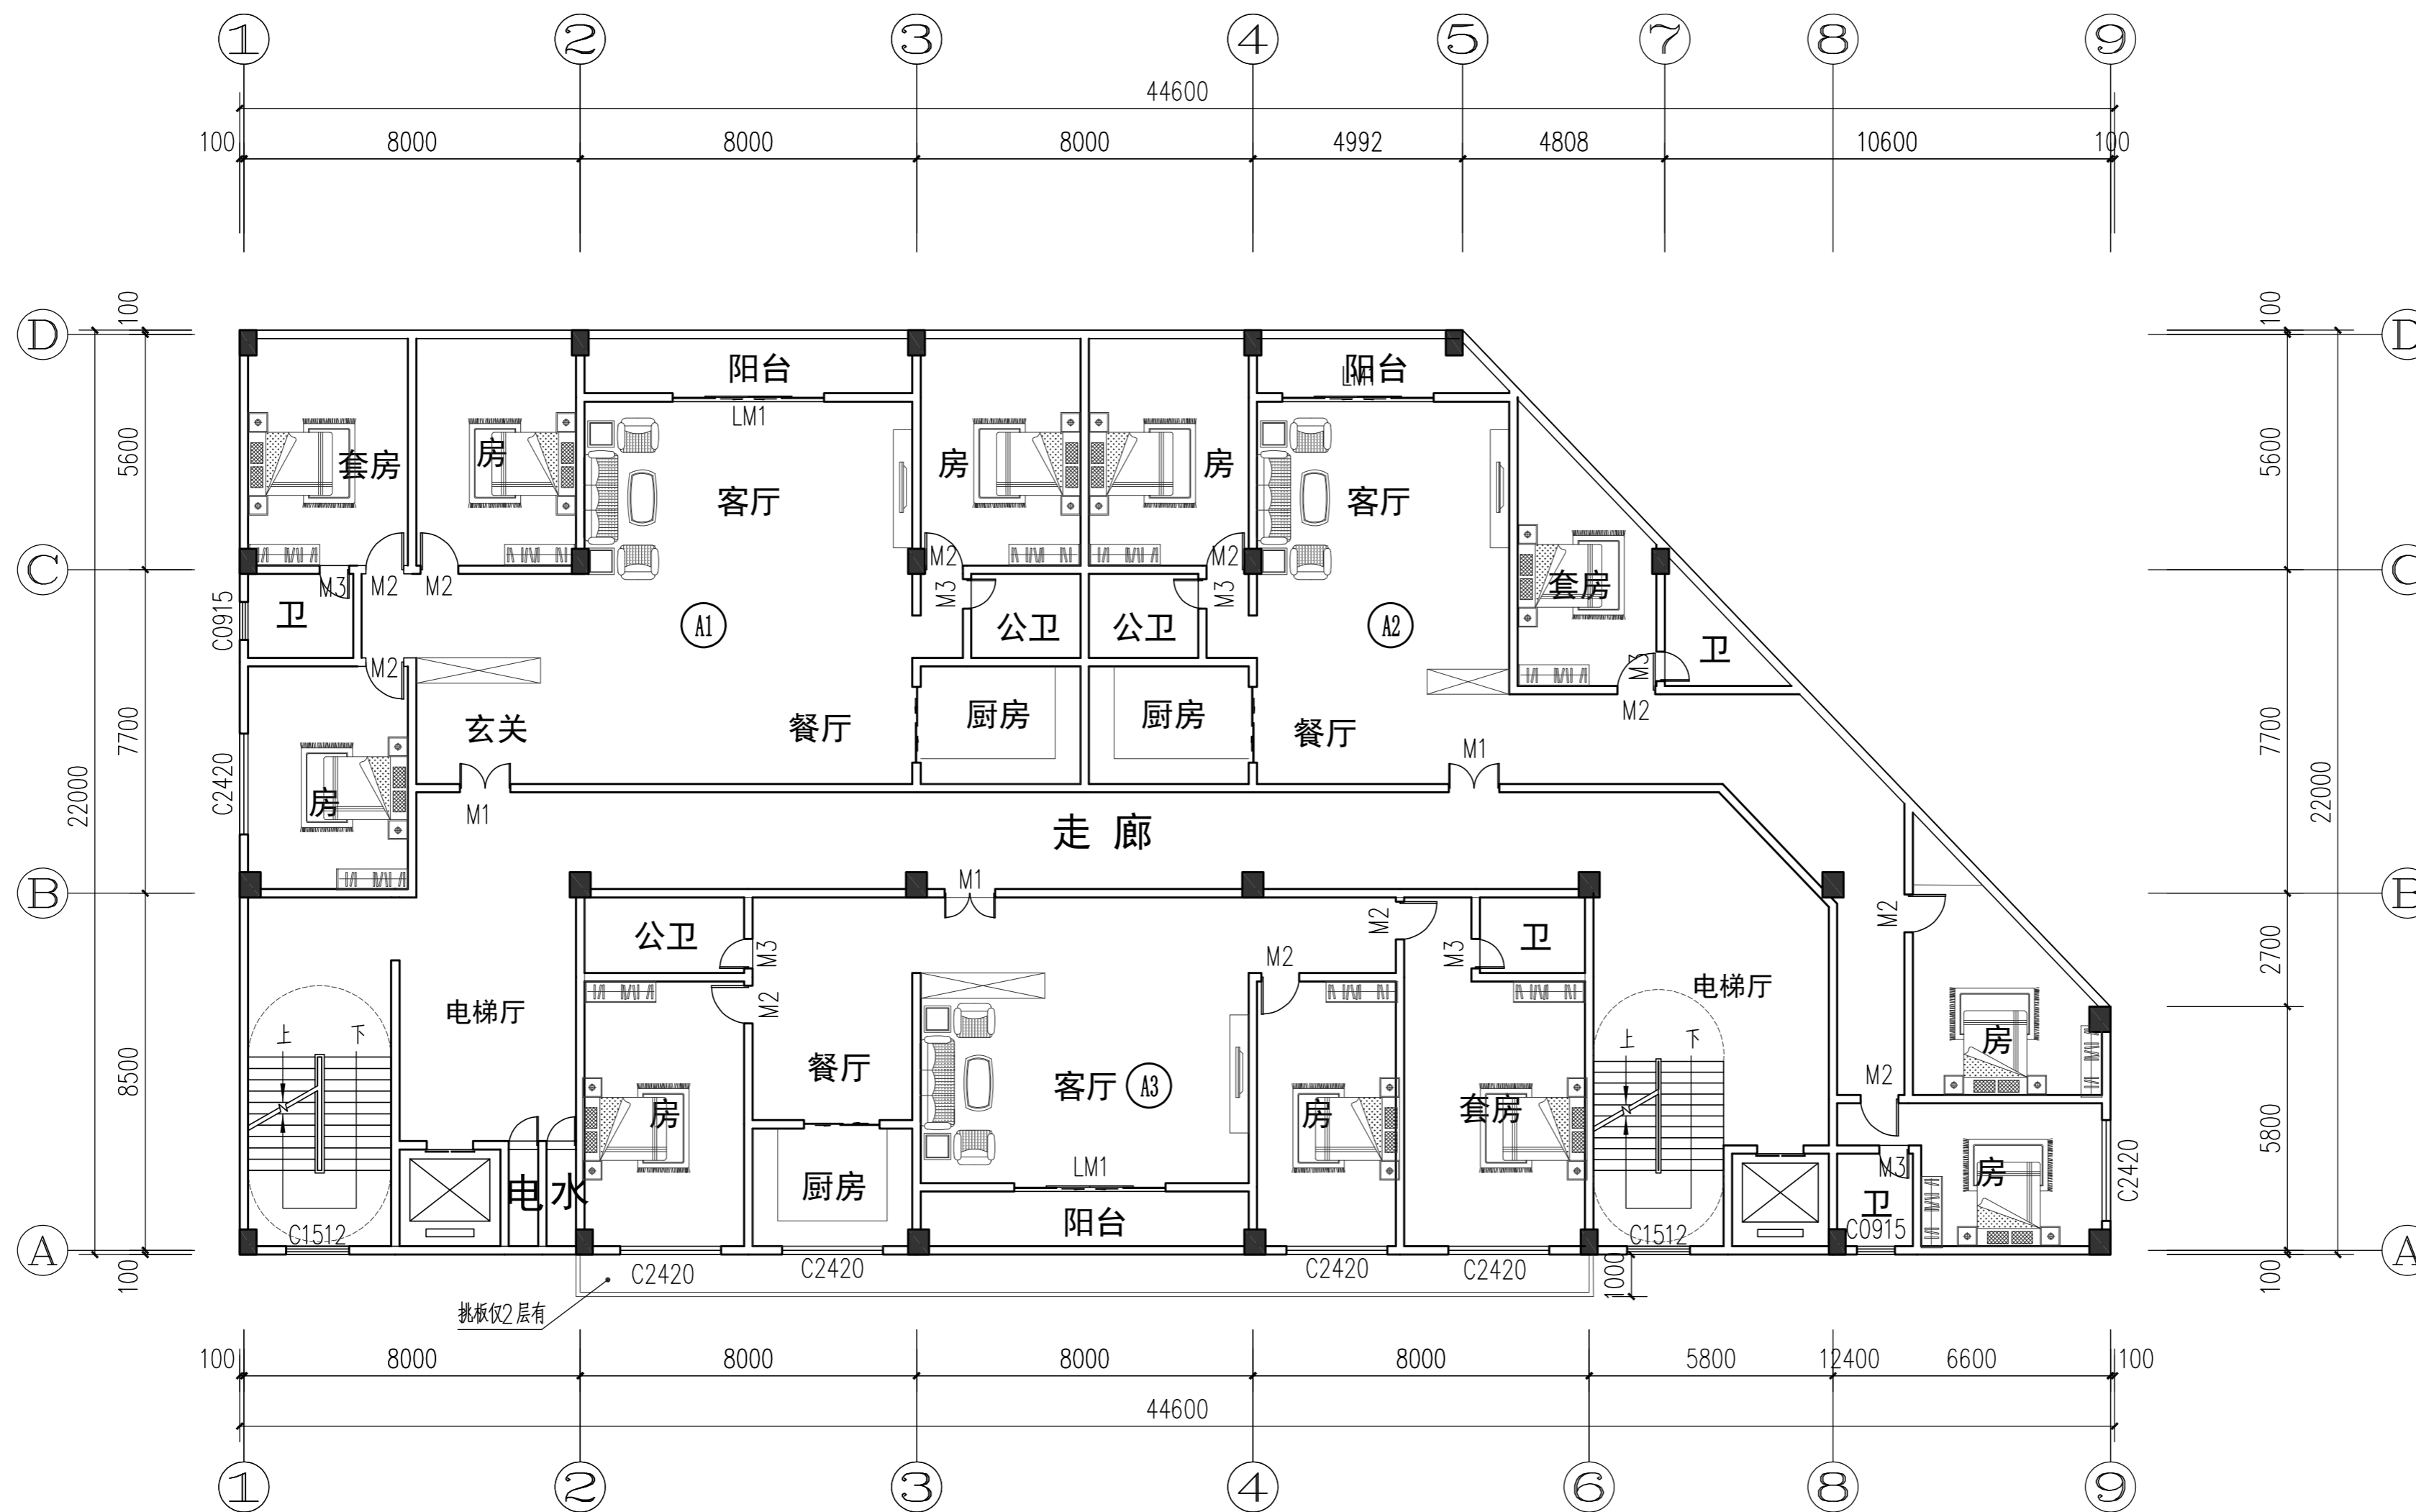 1 2 3 4 5 7 8 9
44600
100 8000 8000 8000 4992 4808 10600 100
100 100
D D
阳台 阳台
LM1
LM1
5600 套房 房 房 房 5600
客厅 客厅
C M2 M2 C
M3 M2 M2 M3 M3 套房
C0915 卫 A1 公卫 公卫 A2 卫
M2 M3
玄关 餐厅 厨房 厨房 餐厅 M2
7700 M1 7700
22000 C2420 房 M1 22000
走 廊
B M1 B
公卫 M3 M2 M3 卫 M2
M2 M2 2700
电梯厅 电梯厅
上 下 上 下 房
8500 餐厅 客厅 A3 M2
房 房 套房 5800
LM1 M3 房 C2420
电 水 厨房 卫
阳台 C0915
A C1512 C1512 A
100 C2420 C2420 C2420 C2420 1000 100
挑板仅2层有
100 8000 8000 8000 8000 5800 12400 6600 100
44600
1 2 3 4 6 8 9